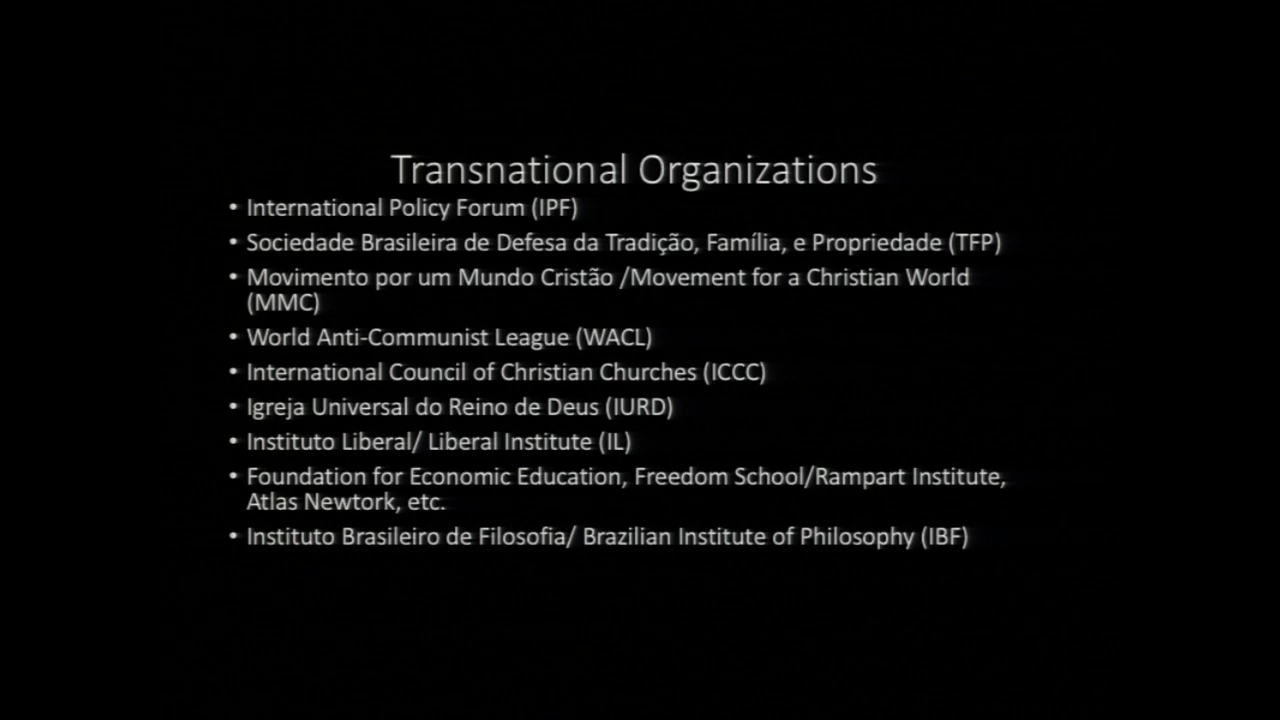 Transnational Organizations
• International Policy Forum (IPF)
• Sociedade Brasileira de Defesa da Tradição, Família, e Propriedade (TFP)
• Movimento por um Mundo Cristão /Movement for a Christian World
(MMC)
• World Anti-Communist League (WACL)
• International Council of Christian Churches (ICCC)
• Igreja Universal do Reino de Deus (IURD)
• Instituto Liberal/ Liberal Institute (IL)
• Foundation for Economic Education, Freedom School/Rampart Institute,
Atlas Newtork, etc.
• Instituto Brasileiro de Filosofia/ Brazilian Institute of Philosophy (IBF)